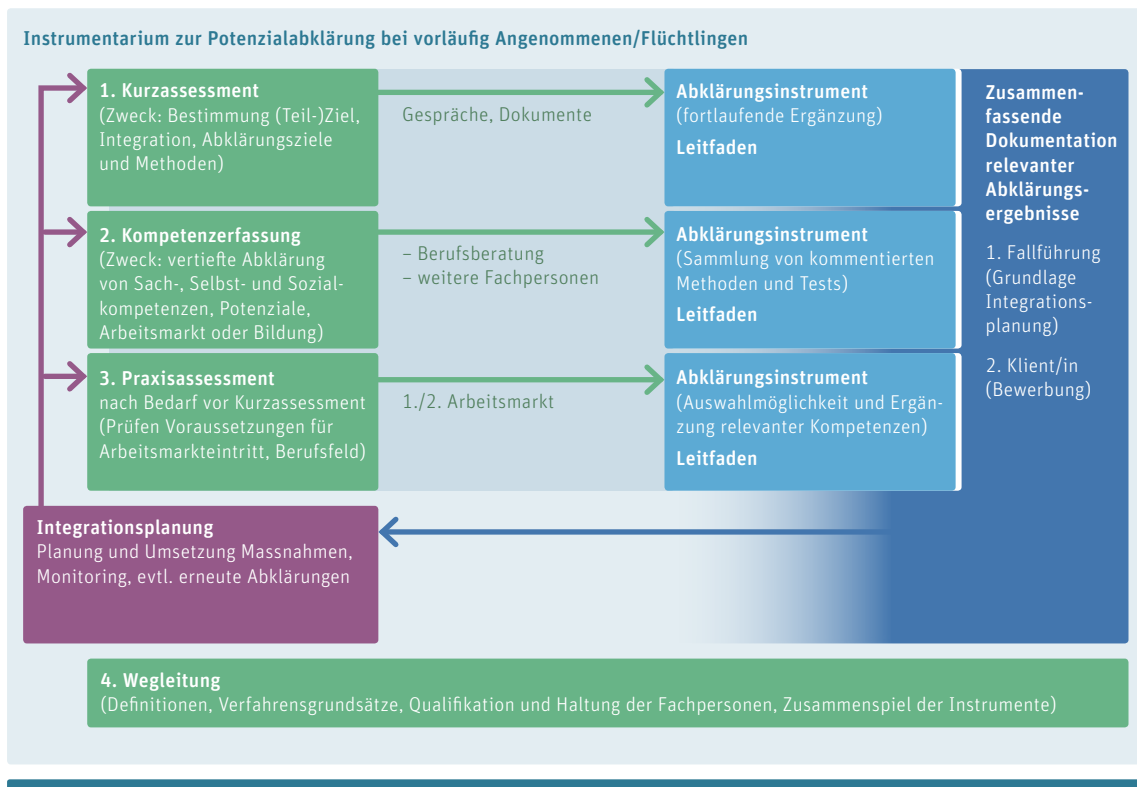 Instrumentarium zur Potenzialabklärung bei vorläufig Angenommenen/Flüchtlingen
1. Kurzassessment
(Zweck: Bestimmung (Teil-)Ziel,
Integration, Abklärungsziele
und Methoden)
Gespräche, Dokumente
Abklärungsinstrument
(fortlaufende Ergänzung)
Leitfaden
2. Kompetenzerfassung
(Zweck: vertiefte Abklärung
von Sach-, Selbst- und Sozial-
kompetenzen, Potenziale,
Arbeitsmarkt oder Bildung)
– Berufsberatung
– weitere Fachpersonen
Abklärungsinstrument
(Sammlung von kommentierten
Methoden und Tests)
Leitfaden
3. Praxisassessment
nach Bedarf vor Kurzassessment
(Prüfen Voraussetzungen für
Arbeitsmarkteintritt, Berufsfeld)
1./2. Arbeitsmarkt
Abklärungsinstrument
(Auswahlmöglichkeit und Ergän-
zung relevanter Kompetenzen)
Leitfaden
Zusammen-
fassende
Dokumentation
relevanter
Abklärungs-
ergebnisse
1. Fallführung
(Grundlage
Integrations-
planung)
2. Klient/in
(Bewerbung)
Integrationsplanung
Planung und Umsetzung Massnahmen,
Monitoring, evtl. erneute Abklärungen
4. Wegleitung
(Definitionen, Verfahrensgrundsätze, Qualifikation und Haltung der Fachpersonen, Zusammenspiel der Instrumente)